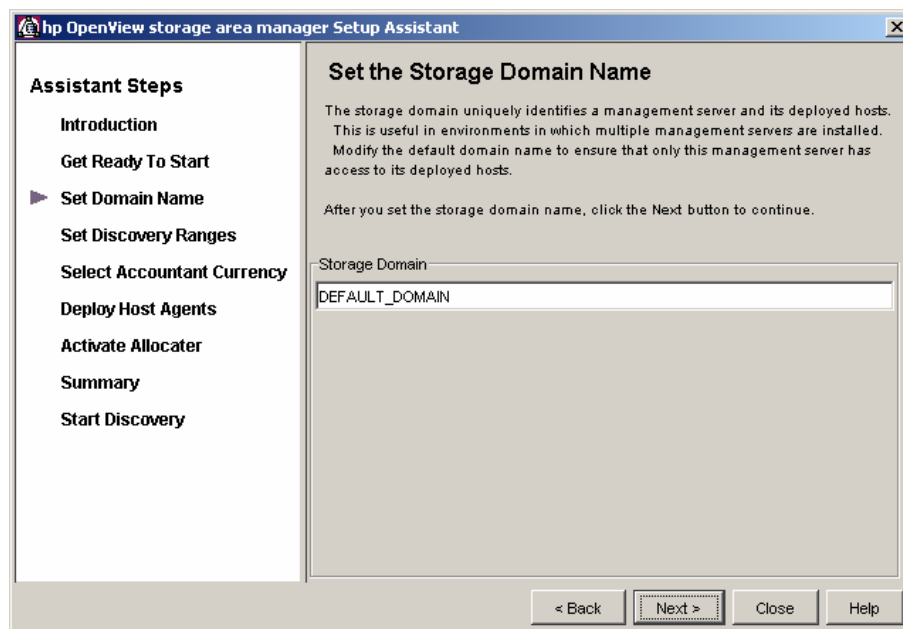 hp OpenView storage area manager Setup Assistant
Assistant Steps
Introduction
Get Ready To Start
Set Domain Name
Set Discovery Ranges
Select Accountant Currency
Deploy Host Agents
Activate Allocater
Summary
Start Discovery
Set the Storage Domain Name
The storage domain uniquely identifies a management server and its deployed hosts.
This is useful in environments in which multiple management servers are installed.
Modify the default domain name to ensure that only this management server has
access to its deployed hosts.
After you set the storage domain name, click the Next button to continue.
Storage Domain
DEFAULT_DOMAIN
< Back
Next >
Close
Help